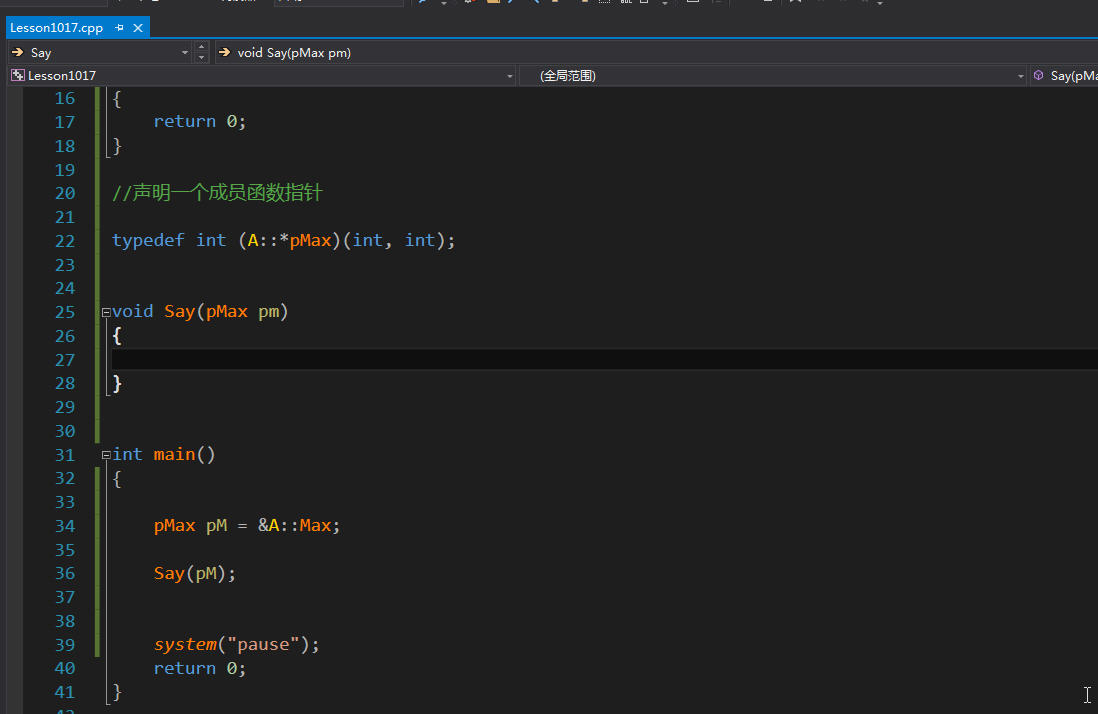 Lesson1017.cpp
Say void Say(pMax pm)
Lesson1017 (全局范围)
16 {
17 return 0;
18 }
19
20 //声明一个成员函数指针
21
22 typedef int (A::*pMax)(int, int);
23
24
25 void Say(pMax pm)
26 {
27
28 }
29
30
31 int main()
32 {
33
34 pMax pM = &A::Max;
35
36 Say(pM);
37
38
39 system("pause");
40 return 0;
41 }